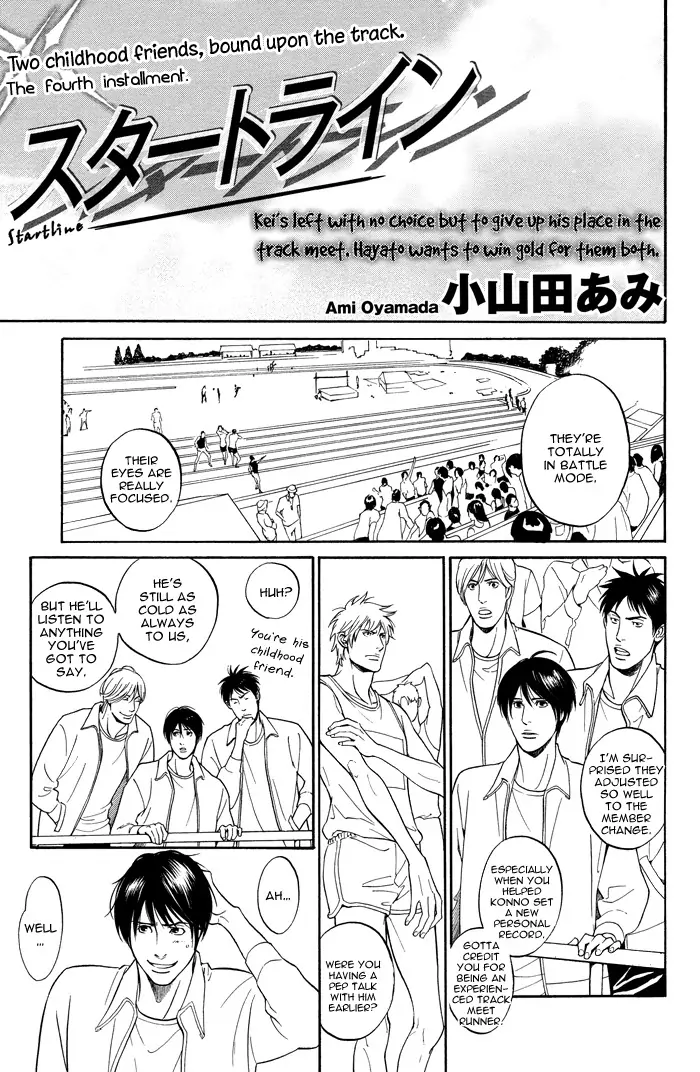 Two childhood friends, bound upon the track.
The fourth installment.
スタートライン
Startline
Kei's left with no choice but to give up his place in the
track meet. Hayato wants to win gold for them both.
Ami Oyamada 小山田あみ
THEY'RE
TOTALLY
IN BATTLE
MODE.
THEIR
EYES ARE
REALLY
FOCUSED.
I'M SUR-
PRISED THEY
ADJUSTED
SO WELL
TO THE
MEMBER
CHANGE.
ESPECIALLY
WHEN YOU
HELPED
KONNO SET
A NEW
PERSONAL
RECORD.
GOTTA
CREDIT
YOU FOR
BEING AN
EXPERIEN-
CED TRACK
MEET
RUNNER!
WERE YOU
HAVING A
PEP TALK
WITH HIM
EARLIER?
HUH?
You're his
childhood
friend.
HE'S
STILL AS
COLD AS
ALWAYS
TO US,
BUT HE'LL
LISTEN TO
ANYTHING
YOU'VE
GOT TO
SAY.
AH...
WELL
...